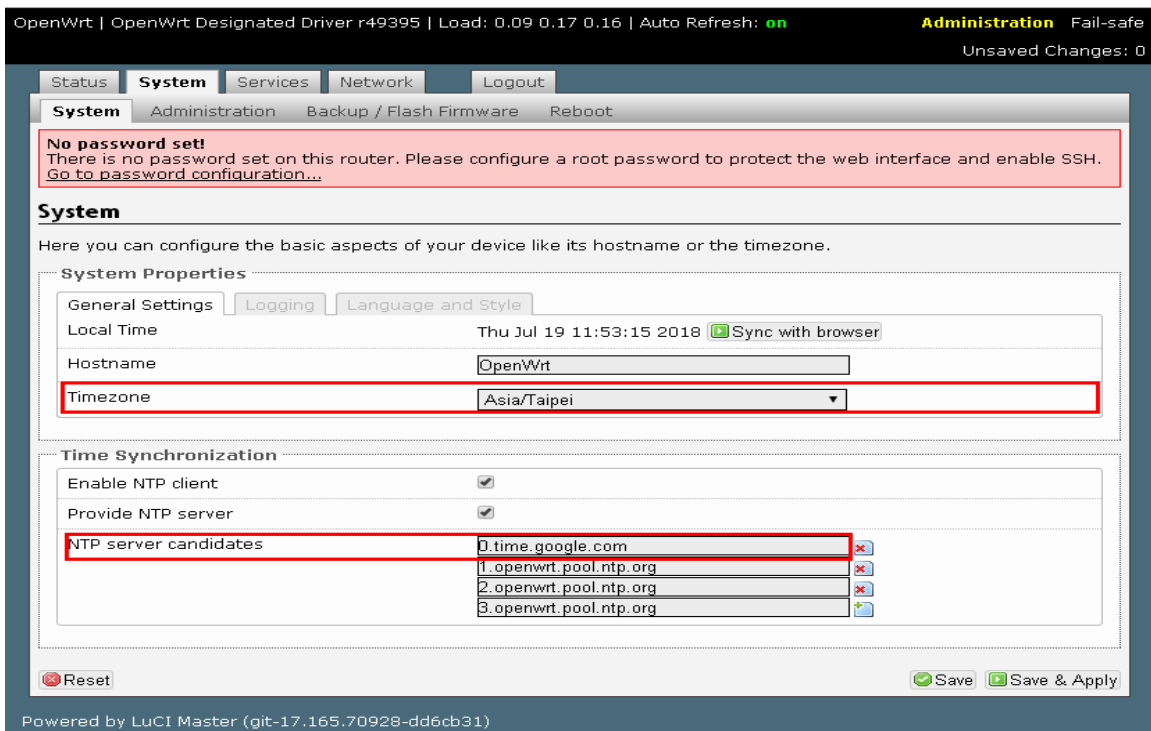 OpenWrt | OpenWrt Designated Driver r49395 | Load: 0.09 0.17 0.16 | Auto Refresh: on Administration Fail-safe
Unsaved Changes: 0
Status System Services Network Logout
System Administration Backup / Flash Firmware Reboot
No password set!
There is no password set on this router. Please configure a root password to protect the web interface and enable SSH.
Go to password configuration...
System
Here you can configure the basic aspects of your device like its hostname or the timezone.
System Properties
General Settings Logging Language and Style
Local Time Thu Jul 19 11:53:15 2018 Sync with browser
Hostname OpenWrt
Timezone Asia/Taipei
Time Synchronization
Enable NTP client
Provide NTP server
NTP server candidates 0.time.google.com
1.openwrt.pool.ntp.org
2.openwrt.pool.ntp.org
3.openwrt.pool.ntp.org
Reset Save Save & Apply
Powered by LuCI Master (git-17.165.70928-dd6cb31)